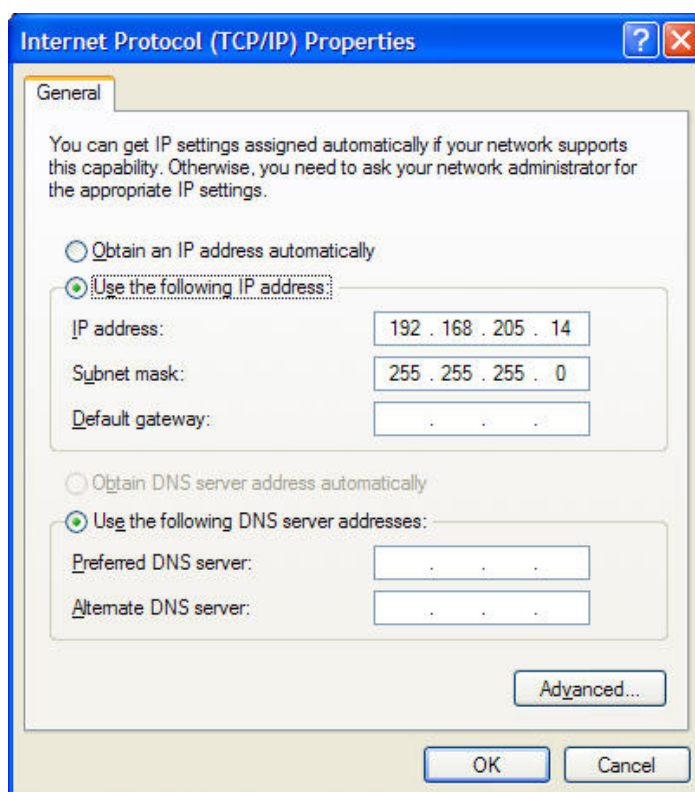 Internet Protocol (TCP/IP) Properties
General
You can get IP settings assigned automatically if your network supports
this capability. Otherwise, you need to ask your network administrator for
the appropriate IP settings.
Obtain an IP address automatically
Use the following IP address:
IP address: 192 . 168 . 205 . 14
Subnet mask: 255 . 255 . 255 . 0
Default gateway: . . .
Obtain DNS server address automatically
Use the following DNS server addresses:
Preferred DNS server: . . .
Alternate DNS server: . . .
Advanced...
OK Cancel